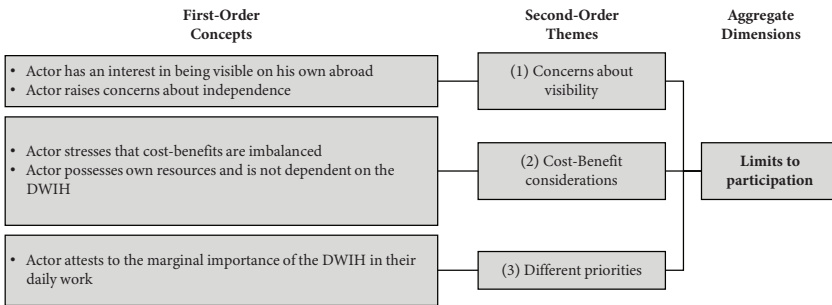 First-Order
Concepts
Second-Order
Themes
Aggregate
Dimensions
• Actor has an interest in being visible on his own abroad
• Actor raises concerns about independence
(1) Concerns about
visibility
• Actor stresses that cost-benefits are imbalanced
• Actor possesses own resources and is not dependent on the
DWIH
(2) Cost-Benefit
considerations
Limits to
participation
• Actor attests to the marginal importance of the DWIH in their
daily work
(3) Different priorities